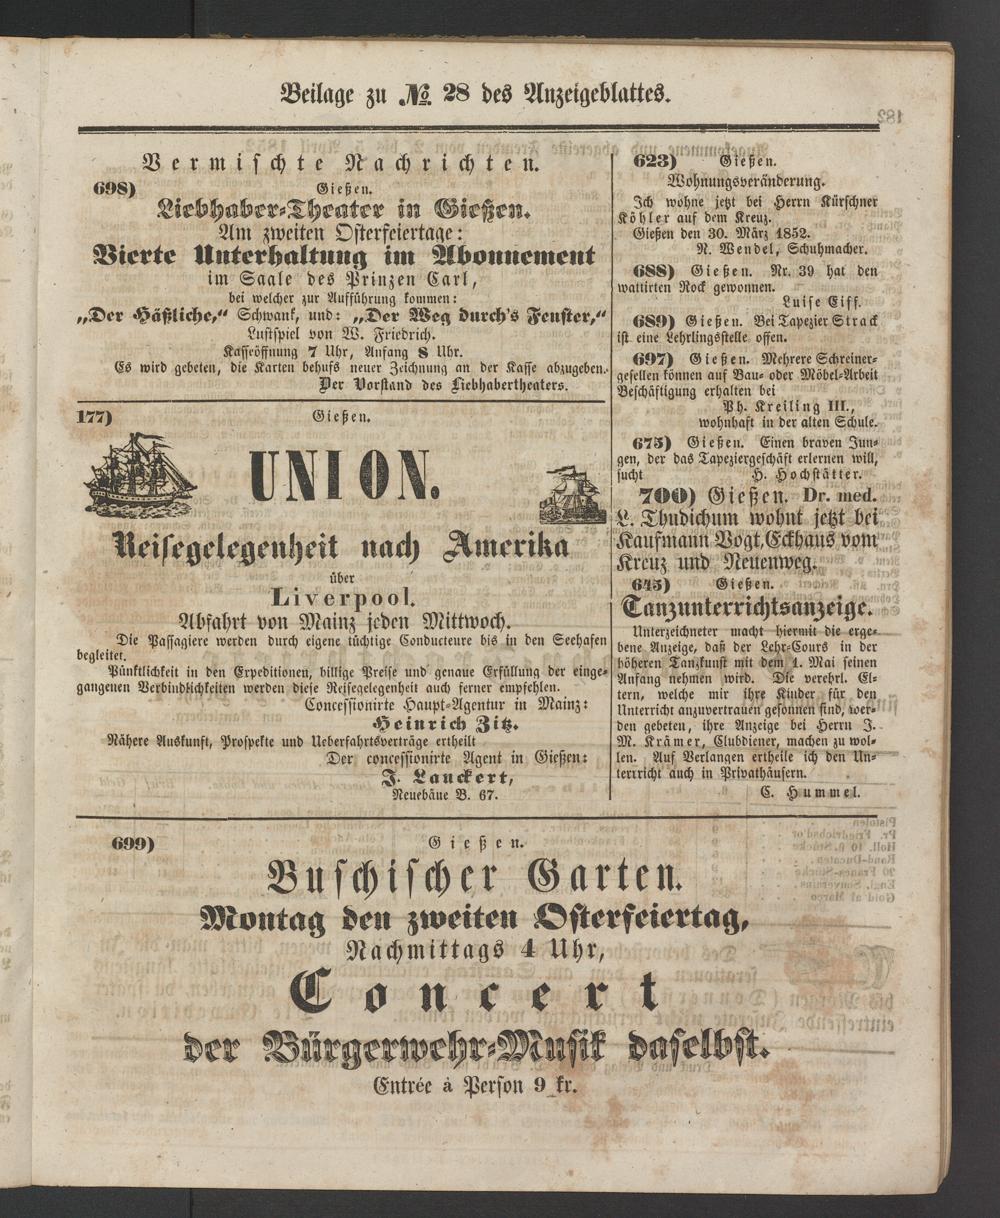 Beilage zu No. 28 des Anzeigeblattes.
Vermischte Nachrichten.
698) Gießen.
Liebhaber-Theater in Gießen.
Am zweiten Osterfeiertage:
Vierte Unterhaltung im Abonnement
im Saale des Prinzen Carl,
bei welcher zur Aufführung kommen:
„Der Häßliche,“ Schwank, und: „Der Weg durch's Fenster,“
Lustspiel von W. Friedrich.
Kasseöffnung 7 Uhr, Anfang 8 Uhr.
Es wird gebeten, die Karten behufs neuer Zeichnung an der Kasse abzugeben.
Der Vorstand des Liebhabertheaters.
177) Gießen.
UNION.
Reisegelegenheit nach Amerika
über
Liverpool.
Abfahrt von Mainz jeden Mittwoch.
Die Passagiere werden durch eigene tüchtige Conducteure bis in den Seehafen
begleitet.
Pünktlichkeit in den Expeditionen, billige Preise und genaue Erfüllung der einge-
gangenen Verbindlichkeiten werden diese Reisegelegenheit auch ferner empfehlen.
Concessionirte Haupt-Agentur in Mainz:
Heinrich Zitz.
Nähere Auskunft, Prospekte und Ueberfahrtsverträge ertheilt
Der concessionirte Agent in Gießen:
J. Lauckert,
Neuebäue B. 67.
623) Gießen.
Wohnungsveränderung.
Ich wohne jetzt bei Herrn Kürschner
Köhler auf dem Kreuz.
Gießen den 30. März 1852.
N. Wendel, Schuhmacher.
688) Gießen. Nr. 39 hat den
wattirten Rock gewonnen.
Luise Eiff.
689) Gießen. Bei Tapezier Strack
ist eine Lehrlingsstelle offen.
697) Gießen. Mehrere Schreiner-
gesellen können auf Bau- oder Möbel-Arbeit
Beschäftigung erhalten bei
Ph. Kreiling III.,
wohnhaft in der alten Schule.
675) Gießen. Einen braven Jun-
gen, der das Tapeziergeschäft erlernen will,
sucht H. Hochstätter.
700) Gießen. Dr. med.
L. Thudichum wohnt jetzt bei
Kaufmann Vogt, Eckhaus vom
Kreuz und Neuenweg.
645) Gießen.
Tanzunterrichtsanzeige.
Unterzeichneter macht hiermit die erge-
bene Anzeige, daß der Lehr-Cours in der
höheren Tanzkunst mit dem 1. Mai seinen
Anfang nehmen wird. Die verehrl. El-
tern, welche mir ihre Kinder für den
Unterricht anzuvertrauen gesonnen sind, wer-
den gebeten, ihre Anzeige bei Herrn J.
M. Krämer, Clubdiener, machen zu wol-
len. Auf Verlangen ertheile ich den Un-
terrricht auch in Privathäusern.
C. Hummel.
699) Gießen.
Buschischer Garten.
Montag den zweiten Osterfeiertag,
Nachmittags 4 Uhr,
Concert
der Bürgerwehr-Musik daselbst.
Entrée à Person 9 kr.